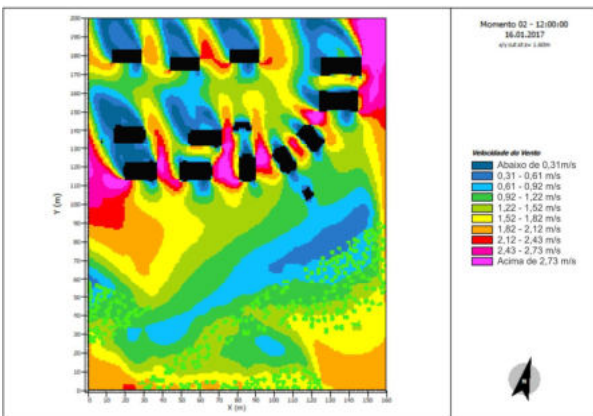 Momento 02 - 12:00:00
16.01.2017
Velocidade do Vento
Abaixo de 0,31m/s
0,31 - 0,61 m/s
0,61 - 0,92 m/s
0,92 - 1,22 m/s
1,22 - 1,52 m/s
1,52 - 1,82 m/s
1,82 - 2,12 m/s
2,12 - 2,43 m/s
2,43 - 2,73 m/s
Acima de 2,73 m/s
Y (m)
200
190
180
170
160
150
140
130
120
110
100
90
80
70
60
50
40
30
20
10
0
0 10 20 30 40 50 60 70 80 90 100 110 120 130 140 150 160
X (m)
N